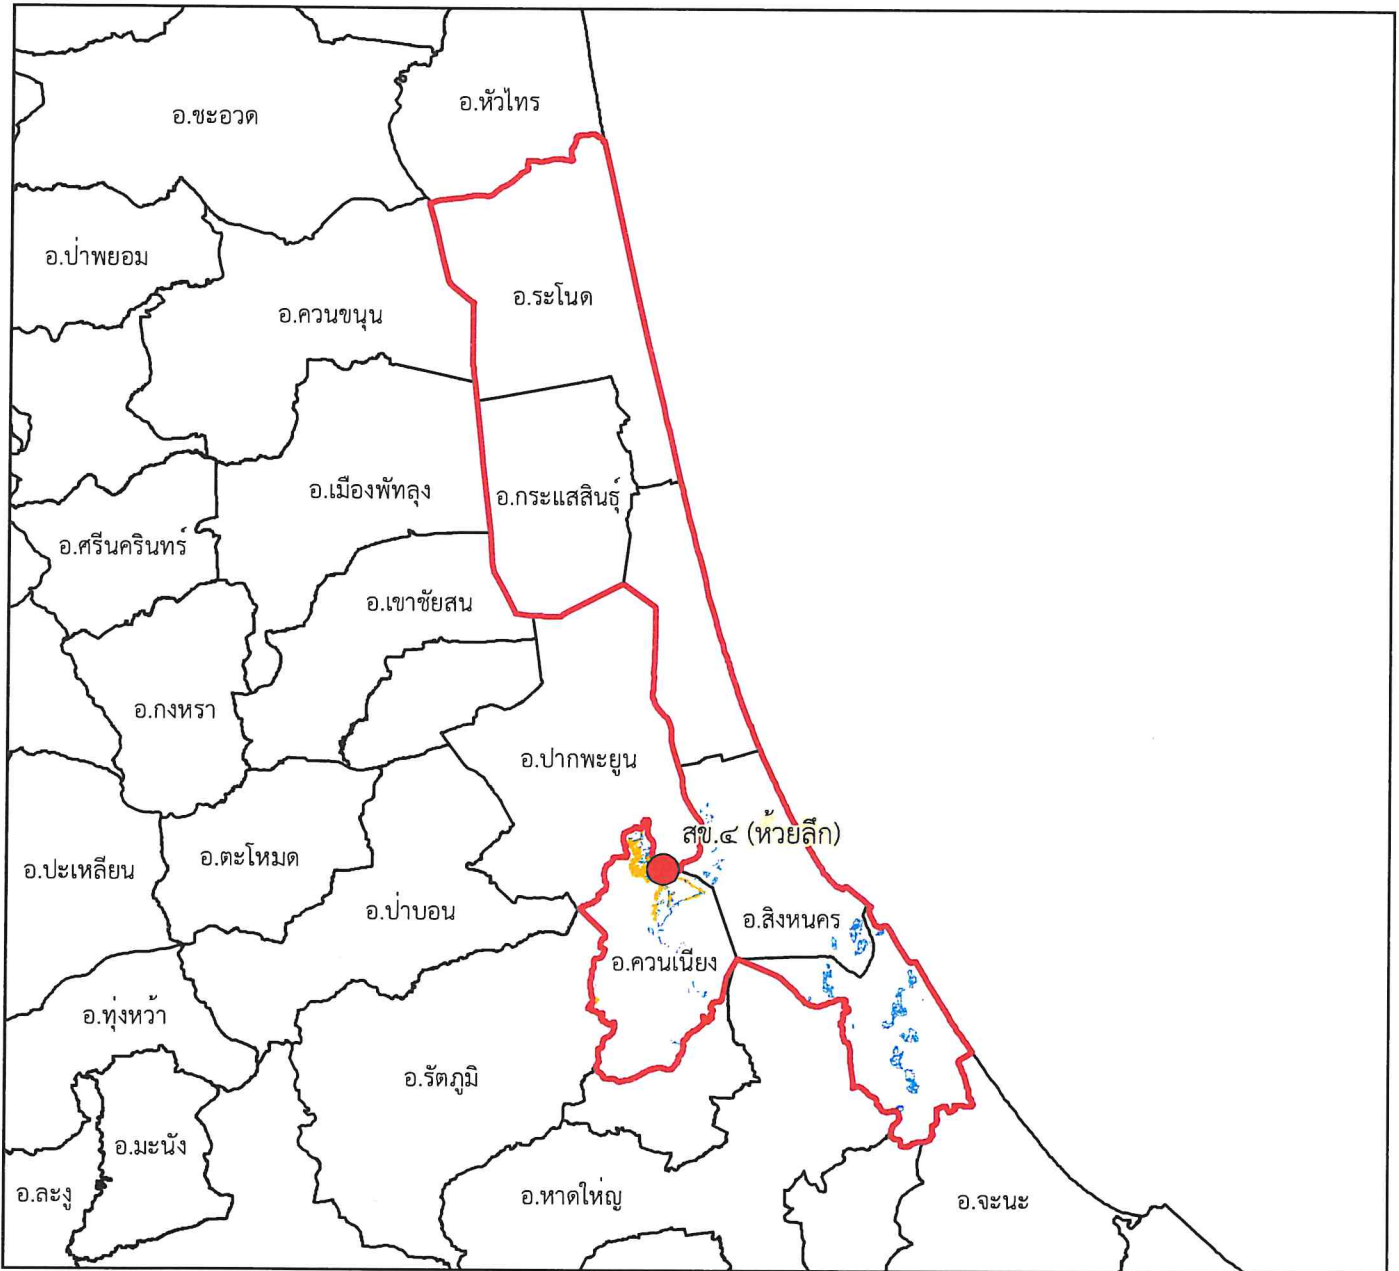 อ.ชะอวด
อ.หัวไทร
อ.ป่าพยอม
อ.ระโนด
อ.ควนขนุน
อ.เมืองพัทลุง
อ.กระแสสินธุ์
อ.ศรีนครินทร์
อ.เขาชัยสน
อ.กงหรา
อ.ปากพะยูน
สข.๔ (ห้วยลึก)
อ.ตะโหมด
อ.ปะเหลียน
อ.ป่าบอน
อ.สิงหนคร
อ.ควนเนียง
อ.ทุ่งหว้า
อ.รัตภูมิ
อ.มะนัง
อ.ละงู
อ.หาดใหญ่
อ.จะนะ